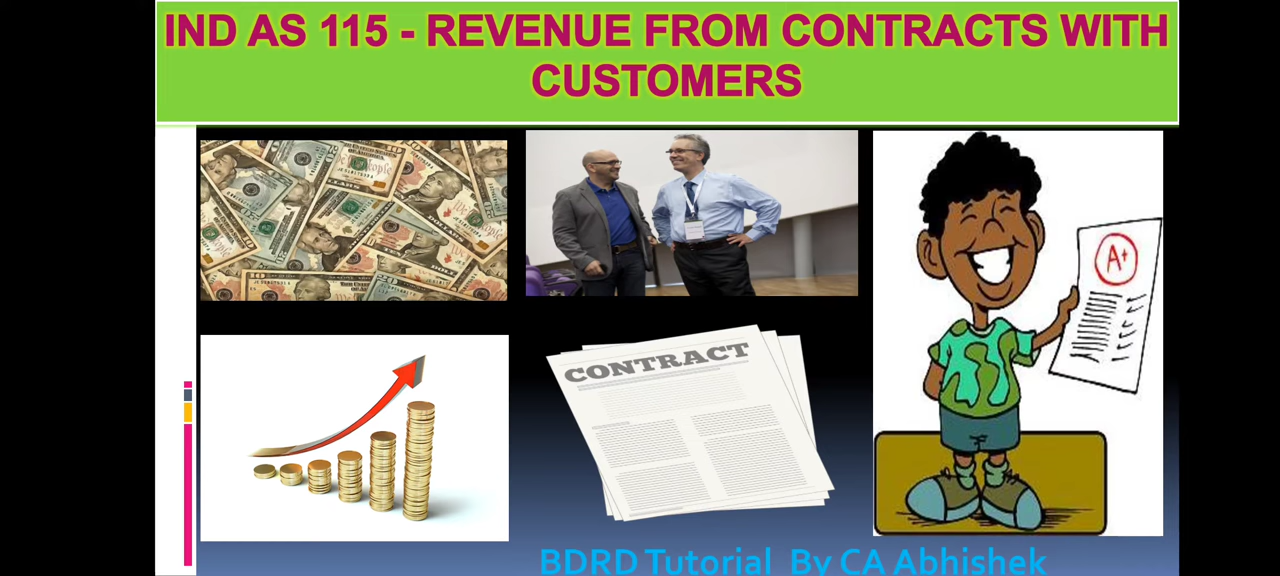 IND AS 115 - REVENUE FROM CONTRACTS WITH
CUSTOMERS
A+
CONTRACT
BDRD Tutorial By CA Abhishek